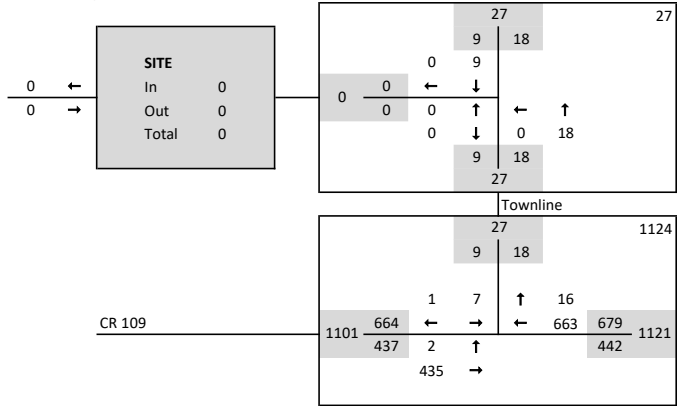 27 27
9 18
SITE 0 9
0 ← In 0 0 0 ← ↓
0 → Out 0 0 0 ↑ ← ↑
Total 0 0 ↓ 0 18
9 18
27
Townline
27 1124
9 18
1 7 ↑ 16
CR 109 1101 664 ← → ← 663 679 1121
437 2 ↑ 442
435 →